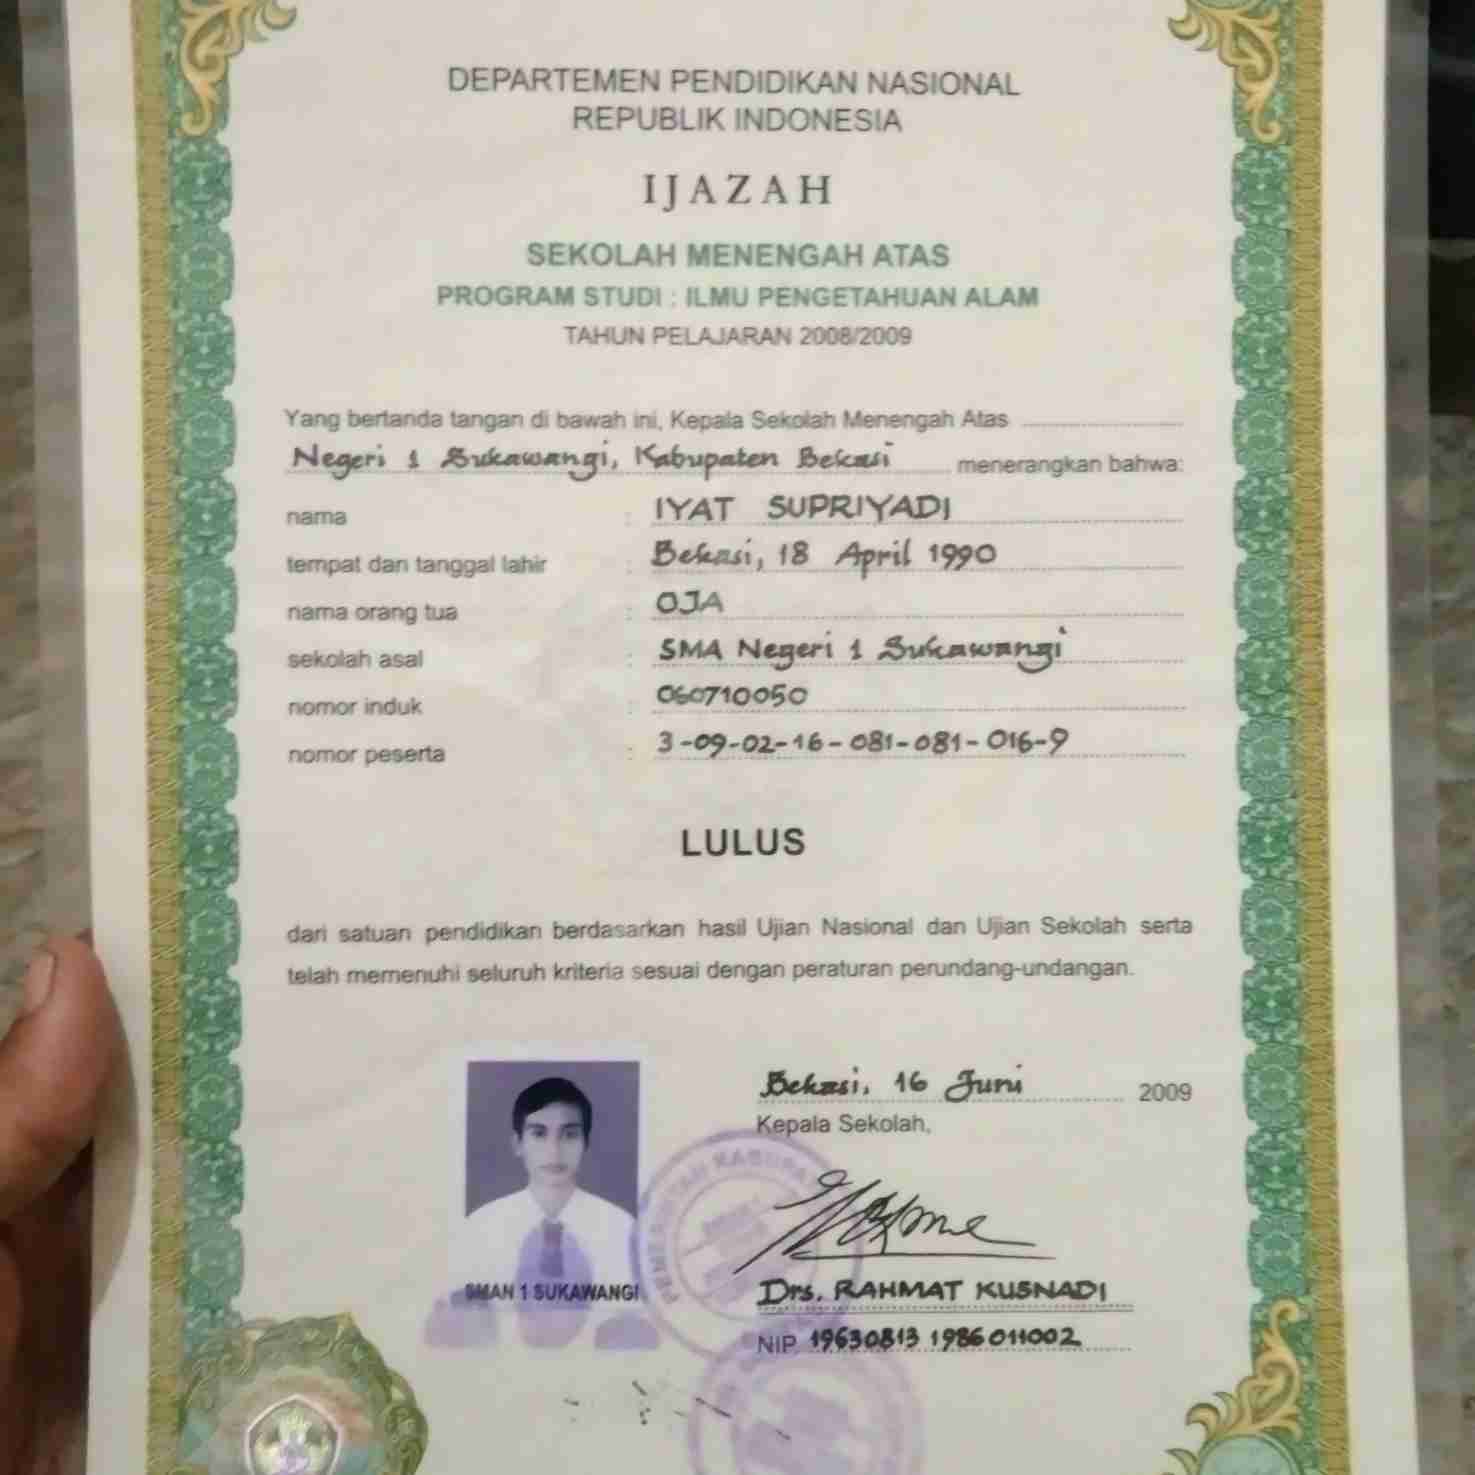 DEPARTEMEN PENDIDIKAN NASIONAL
REPUBLIK INDONESIA
IJAZAH
SEKOLAH MENENGAH ATAS
PROGRAM STUDI : ILMU PENGETAHUAN ALAM
TAHUN PELAJARAN 2008/2009
Yang bertanda tangan di bawah ini, Kepala Sekolah Menengah Atas
Negeri 1 Sukawangi, Kabupaten Bekasi menerangkan bahwa:
nama : IYAT SUPRIYADI
tempat dan tanggal lahir : Bekasi, 18 April 1990
nama orang tua : OJA
sekolah asal : SMA Negeri 1 Sukawangi
nomor induk : 060710050
nomor peserta : 3-09-02-16-081-081-016-9
LULUS
dari satuan pendidikan berdasarkan hasil Ujian Nasional dan Ujian Sekolah serta
telah memenuhi seluruh kriteria sesuai dengan peraturan perundang-undangan.
Bekasi, 16 Juni 2009
Kepala Sekolah,
SMAN 1 SUKAWANGI
Drs. RAHMAT KUSNADI
NIP. 19630813 198601 1002